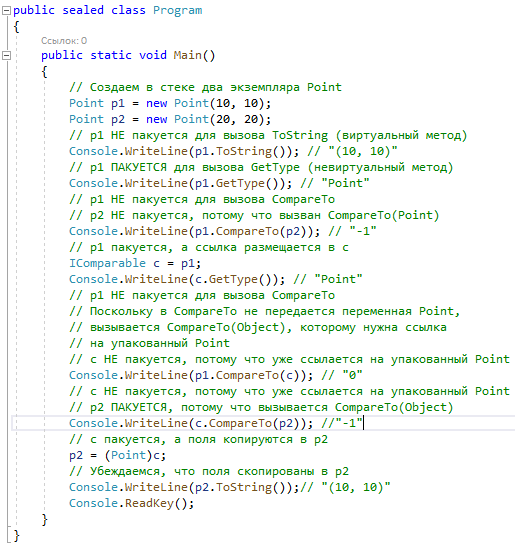 public sealed class Program
{
Ссылок: 0
public static void Main()
{
// Создаем в стеке два экземпляра Point
Point p1 = new Point(10, 10);
Point p2 = new Point(20, 20);
// p1 НЕ пакуется для вызова ToString (виртуальный метод)
Console.WriteLine(p1.ToString()); // "(10, 10)"
// p1 ПАКУЕТСЯ для вызова GetType (невиртуальный метод)
Console.WriteLine(p1.GetType()); // "Point"
// p1 НЕ пакуется для вызова CompareTo
// p2 НЕ пакуется, потому что вызван CompareTo(Point)
Console.WriteLine(p1.CompareTo(p2)); // "-1"
// p1 пакуется, а ссылка размещается в c
IComparable c = p1;
Console.WriteLine(c.GetType()); // "Point"
// p1 НЕ пакуется для вызова CompareTo
// Поскольку в CompareTo не передается переменная Point,
// вызывается CompareTo(Object), которому нужна ссылка
// на упакованный Point
// c НЕ пакуется, потому что уже ссылается на упакованный Point
Console.WriteLine(p1.CompareTo(c)); // "0"
// c НЕ пакуется, потому что уже ссылается на упакованный Point
// p2 ПАКУЕТСЯ, потому что вызывается CompareTo(Object)
Console.WriteLine(c.CompareTo(p2)); //"-1"
// c пакуется, а поля копируются в p2
p2 = (Point)c;
// Убеждаемся, что поля скопированы в p2
Console.WriteLine(p2.ToString());// "(10, 10)"
Console.ReadKey();
}
}